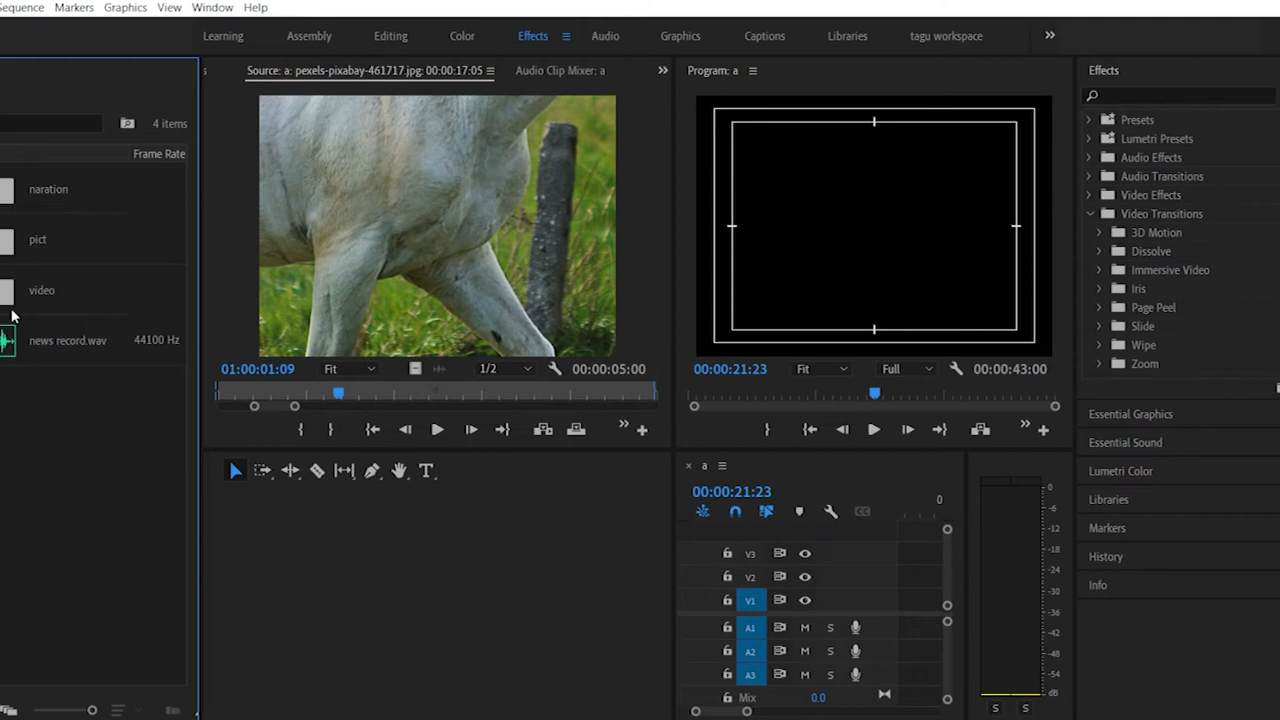 Sequence Markers Graphics View Window Help
Learning Assembly Editing Color Effects Audio Graphics Captions Libraries tagu workspace
Source: a: pexels-pixabay-461717.jpg: 00:00:17:05 Audio Clip Mixer: a
Program: a
Effects
4 items
Frame Rate
naration
pict
video
news record.wav 44100 Hz
01:00:01:09 Fit 1/2 00:00:05:00
00:00:21:23 Fit Full 00:00:43:00
Presets
Lumetri Presets
Audio Effects
Audio Transitions
Video Effects
Video Transitions
3D Motion
Dissolve
Immersive Video
Iris
Page Peel
Slide
Wipe
Zoom
Essential Graphics
Essential Sound
Lumetri Color
Libraries
Markers
History
Info
a
00:00:21:23
0
V3
V2
V1
A1 M S
A2 M S
A3 M S
Mix 0.0
0
-6
-12
-18
-24
-30
-36
-42
-48
-54
dB
S S